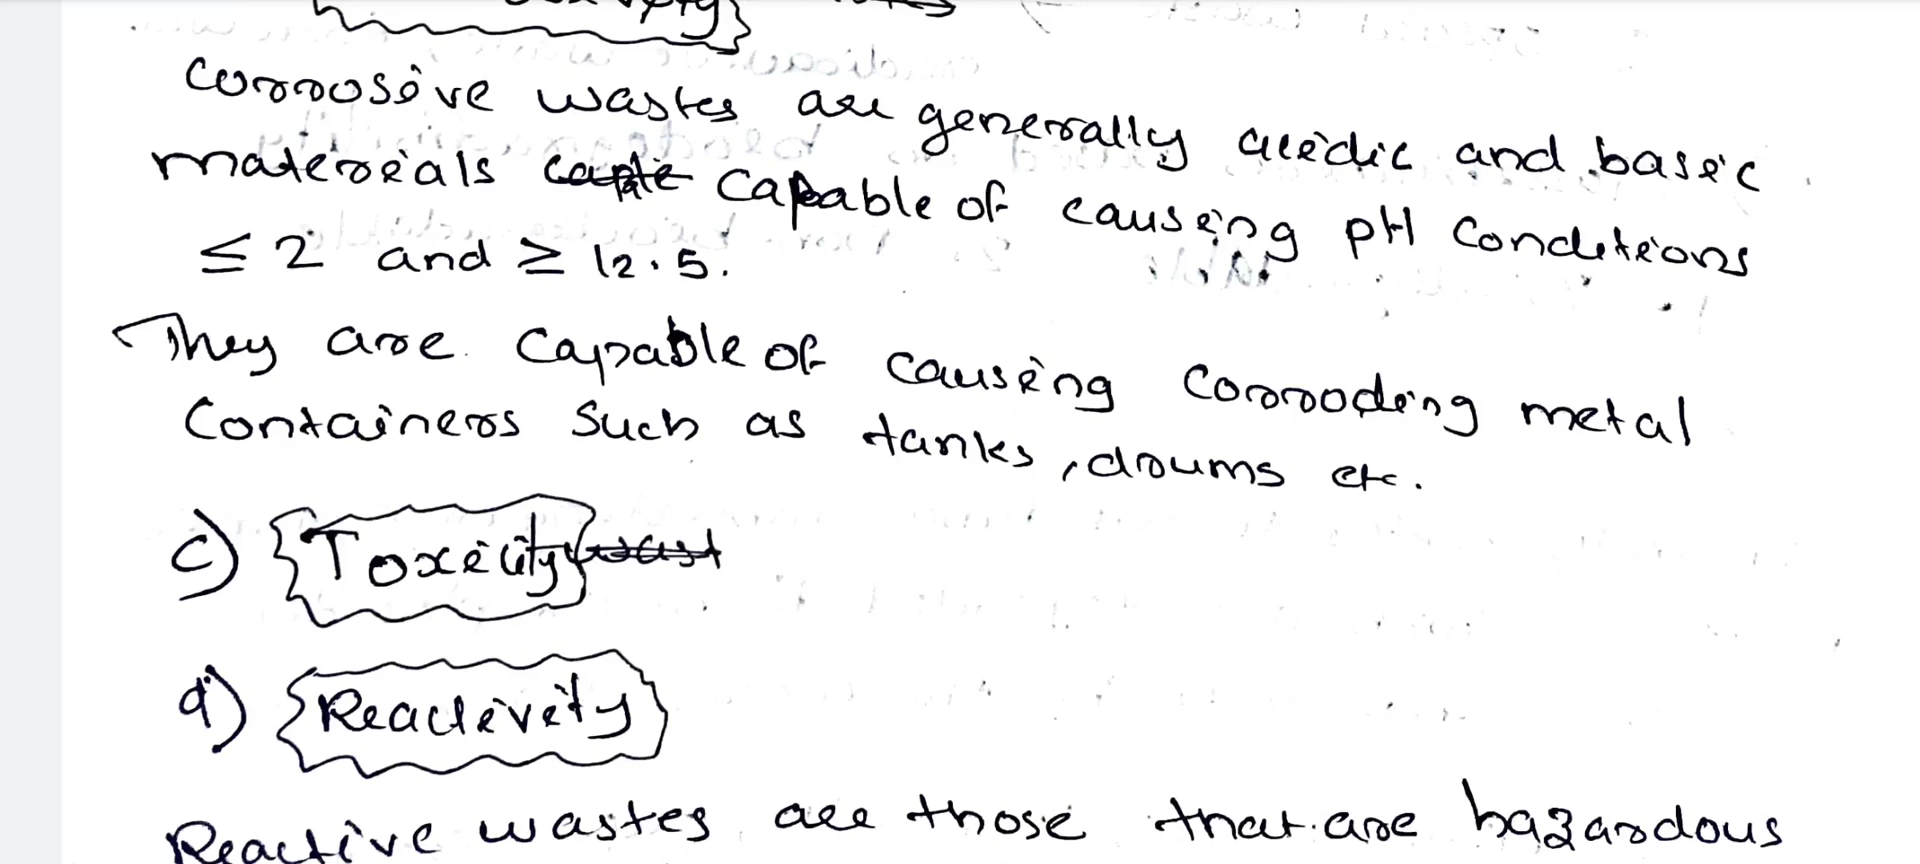 Corrosive wastes are generally acidic and basic
materials capable of causing pH conditions
≤ 2 and ≥ 12.5.
They are capable of causing corroding metal
Containers Such as tanks, drums etc.
c) Toxicity
d) Reactivity
Reactive wastes are those that are hazardous